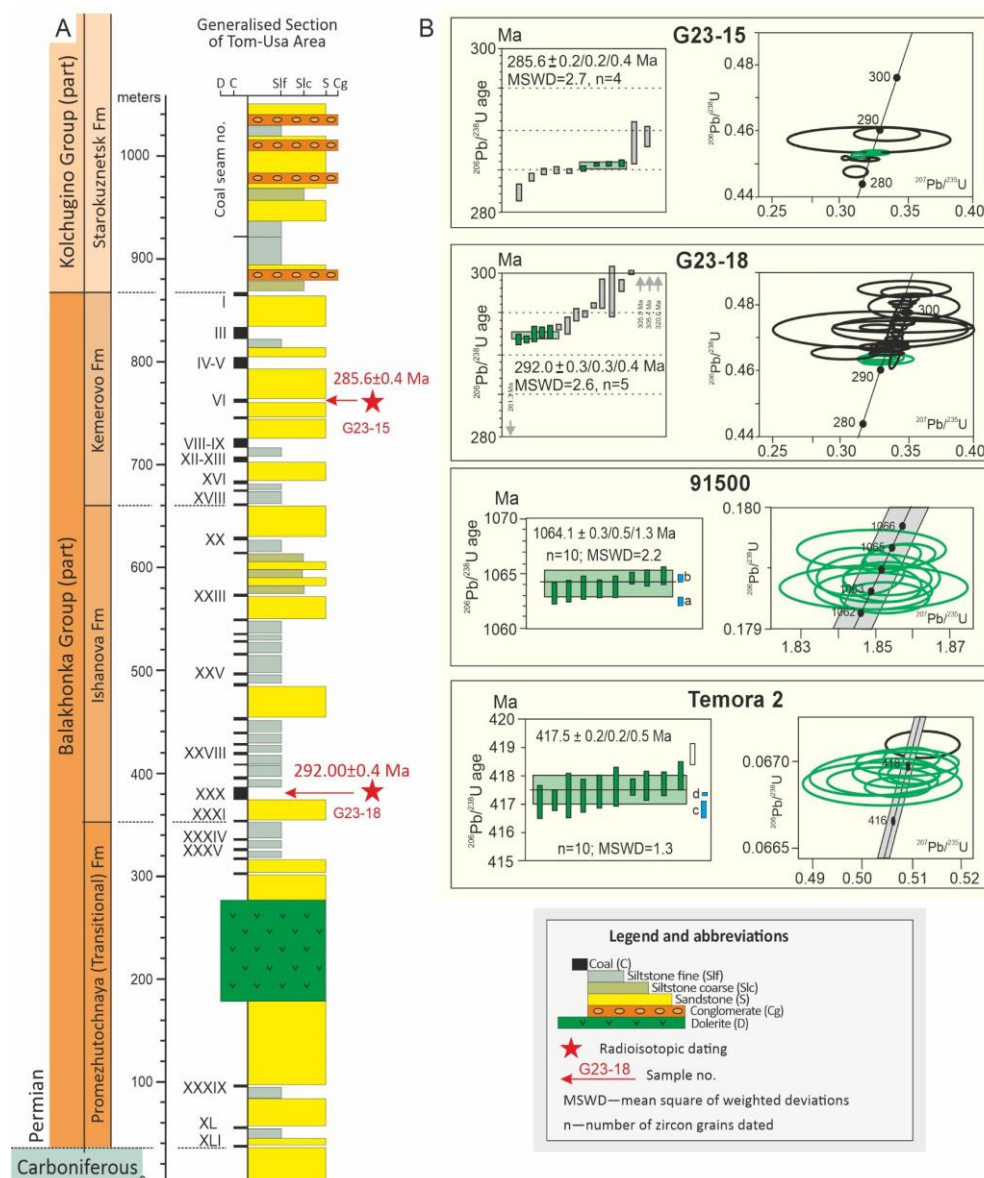 A
Generalised Section
of Tom-Usa Area
D C Slf Slc S Cg
meters
Kolchugino Group (part)
Starokuznetsk Fm
Balakhonka Group (part)
Kemerovo Fm
Ishanova Fm
Promezhutochnaya (Transitional) Fm
Permian
Carboniferous
Coal seam no.
1000
900
800
700
600
500
400
300
200
100
I
III
IV-V
VI
VIII-IX
XII-XIII
XVI
XVIII
XX
XXIII
XXV
XXVIII
XXX
XXXI
XXXIV
XXXV
XXXIX
XL
XLI
285.6±0.4 Ma
G23-15
292.00±0.4 Ma
G23-18
B
G23-15
Ma
300
280
²⁰⁶Pb/²³⁸U age
285.6±0.2/0.2/0.4 Ma
MSWD=2.7, n=4
0.48
0.46
0.44
²⁰⁶Pb/²³⁸U
300
290
280
²⁰⁷Pb/²³⁵U
0.25 0.30 0.35 0.40
G23-18
Ma
300
280
²⁰⁶Pb/²³⁸U age
305.4 Ma
292.0±0.3/0.3/0.4 Ma
MSWD=2.6, n=5
0.48
0.46
0.44
²⁰⁶Pb/²³⁸U
300
290
280
²⁰⁷Pb/²³⁵U
0.25 0.30 0.35 0.40
91500
Ma
1070
1065
1060
²⁰⁶Pb/²³⁸U age
1064.1 ± 0.3/0.5/1.3 Ma
n=10; MSWD=2.2
b
a
0.180
0.179
²⁰⁶Pb/²³⁸U
1066
1065
1063
1062
²⁰⁷Pb/²³⁵U
1.83 1.85 1.87
Temora 2
Ma
420
419
418
417
416
415
²⁰⁶Pb/²³⁸U age
417.5 ± 0.2/0.2/0.5 Ma
n=10; MSWD=1.3
d
c
0.0670
0.0665
²⁰⁶Pb/²³⁸U
418
416
²⁰⁷Pb/²³⁵U
0.49 0.50 0.51 0.52
Legend and abbreviations
Coal (C)
Siltstone fine (Slf)
Siltstone coarse (Slc)
Sandstone (S)
Conglomerate (Cg)
Dolerite (D)
Radioisotopic dating
G23-18
Sample no.
MSWD—mean square of weighted deviations
n—number of zircon grains dated